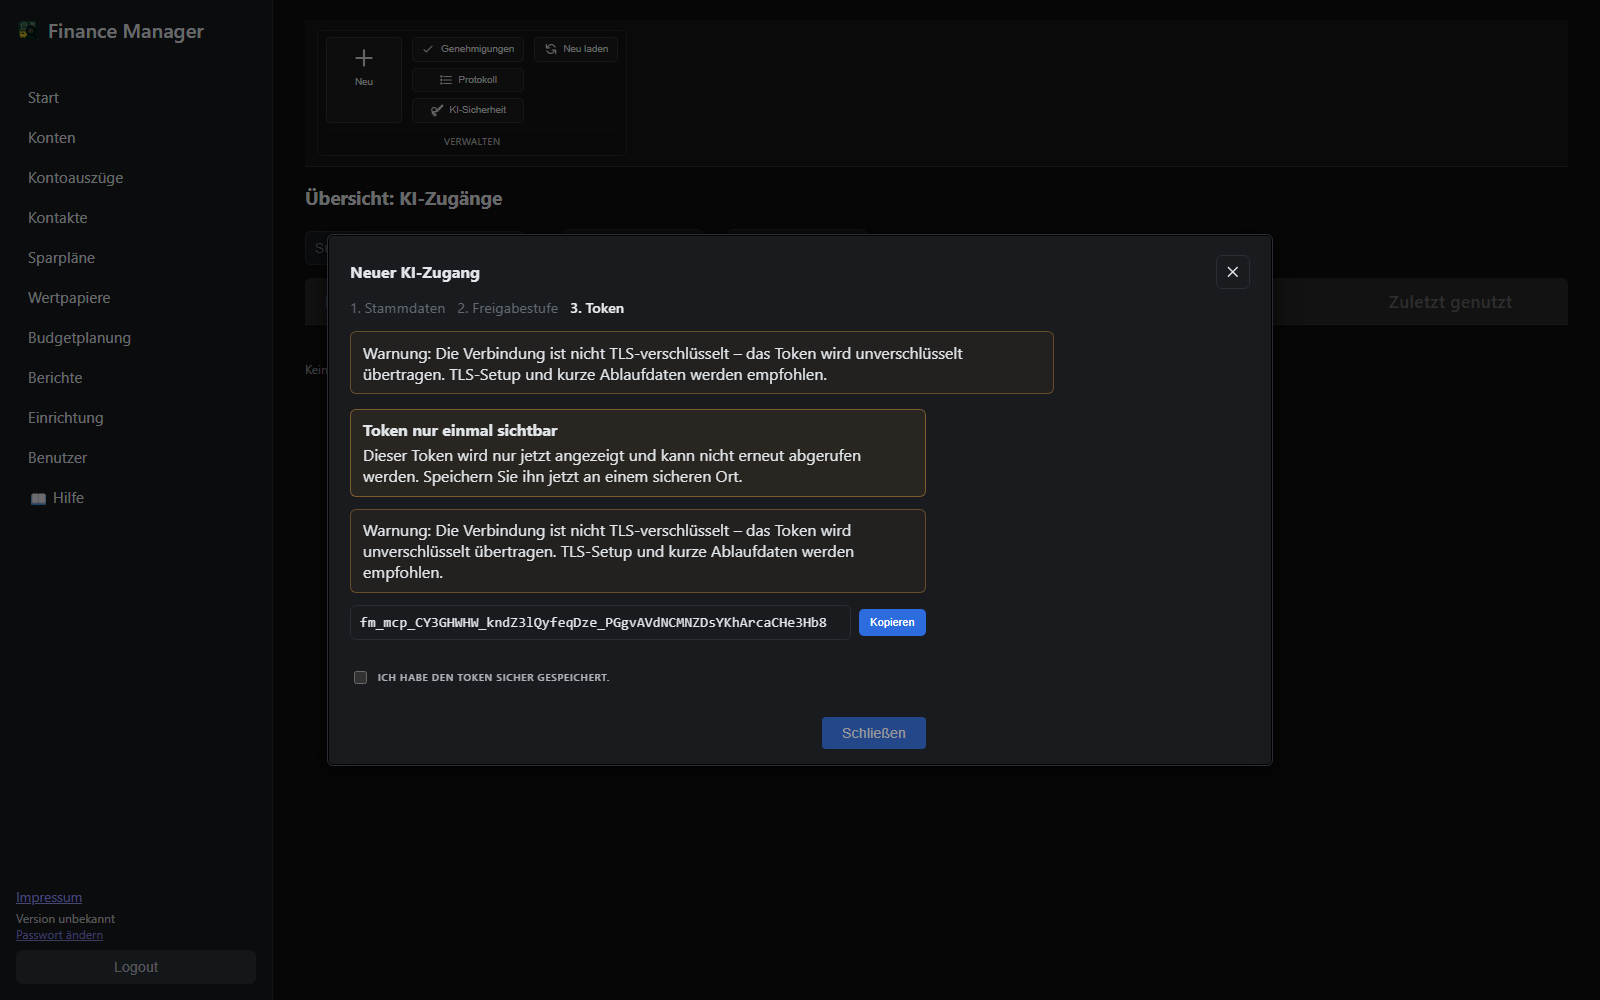 Finance Manager
Start
Konten
Kontoauszüge
Kontakte
Sparpläne
Wertpapiere
Budgetplanung
Berichte
Einrichtung
Benutzer
Hilfe
Impressum
Version unbekannt
Passwort ändern
Logout
Neu
Genehmigungen
Neu laden
Protokoll
KI-Sicherheit
VERWALTEN
Übersicht: KI-Zugänge
Zuletzt genutzt
Neuer KI-Zugang
1. Stammdaten 2. Freigabestufe 3. Token
Warnung: Die Verbindung ist nicht TLS-verschlüsselt – das Token wird unverschlüsselt
übertragen. TLS-Setup und kurze Ablaufdaten werden empfohlen.
Token nur einmal sichtbar
Dieser Token wird nur jetzt angezeigt und kann nicht erneut abgerufen
werden. Speichern Sie ihn jetzt an einem sicheren Ort.
Warnung: Die Verbindung ist nicht TLS-verschlüsselt – das Token wird
unverschlüsselt übertragen. TLS-Setup und kurze Ablaufdaten werden
empfohlen.
fm_mcp_CY3GHWHW_kndZ3lQyfeqDze_PGgvAVdNCMNZDsYKhArcaCHe3Hb8
Kopieren
ICH HABE DEN TOKEN SICHER GESPEICHERT.
Schließen